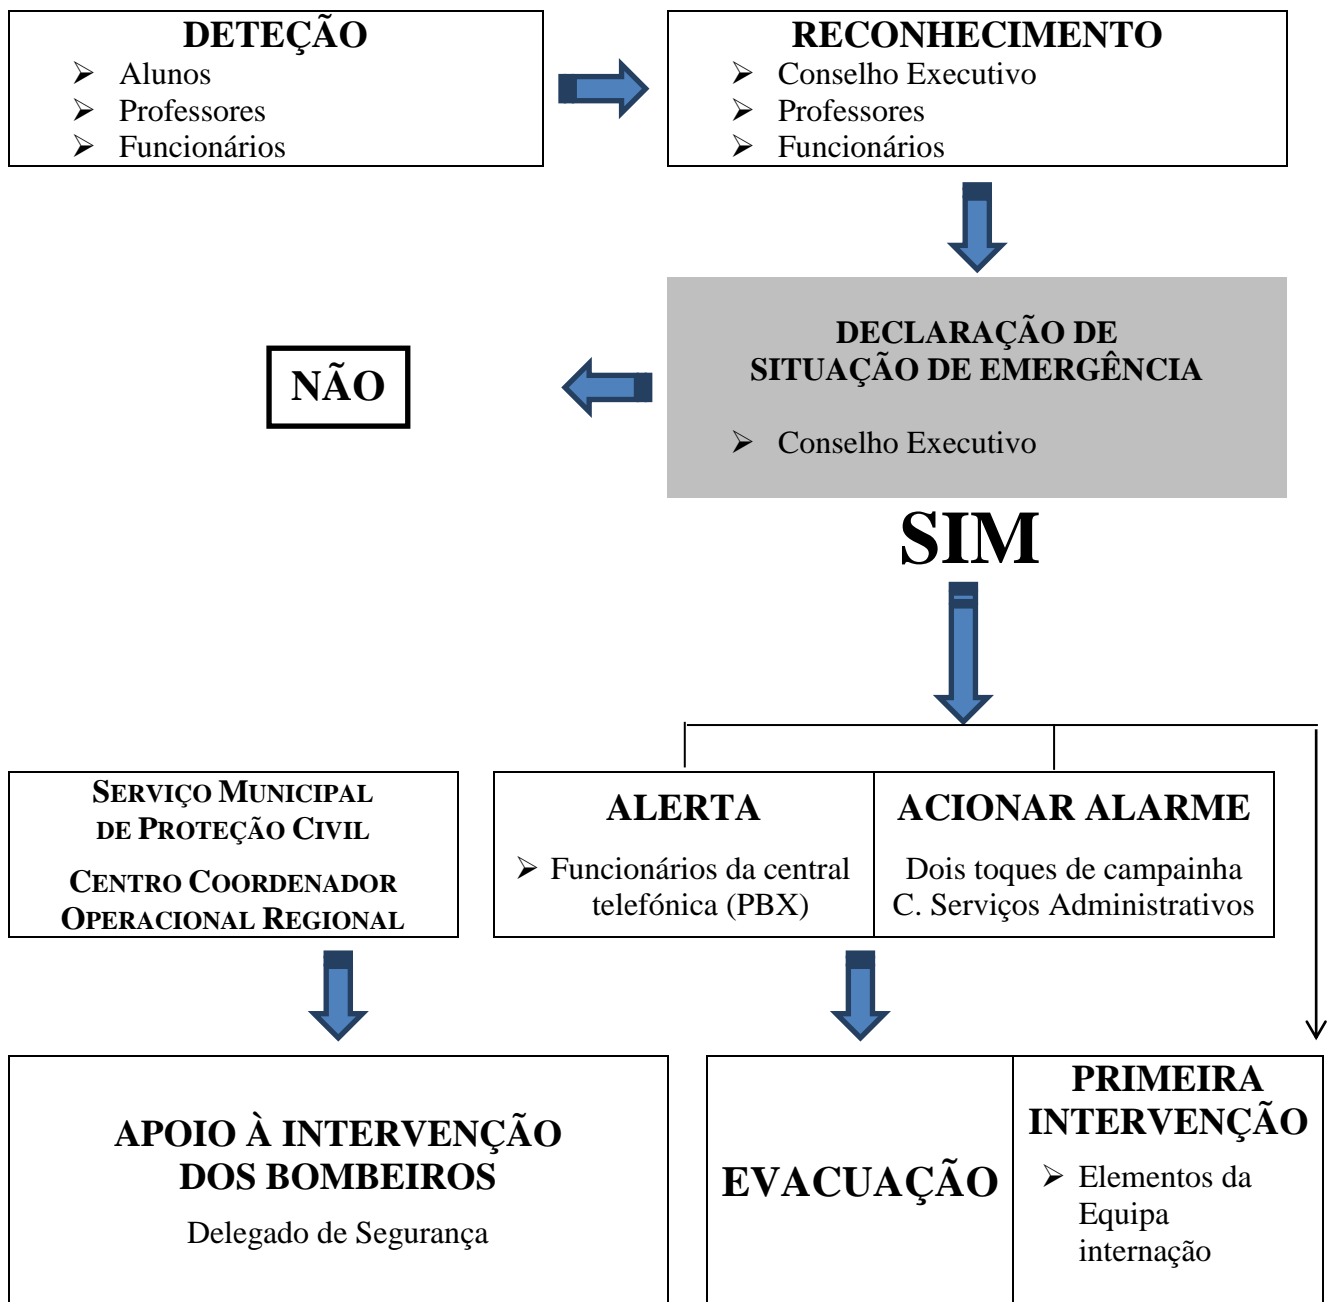 DETEÇÃO
➢ Alunos
➢ Professores
➢ Funcionários
RECONHECIMENTO
➢ Conselho Executivo
➢ Professores
➢ Funcionários
DECLARAÇÃO DE
SITUAÇÃO DE EMERGÊNCIA
➢ Conselho Executivo
NÃO
SIM
SERVIÇO MUNICIPAL
DE PROTEÇÃO CIVIL
CENTRO COORDENADOR
OPERACIONAL REGIONAL
ALERTA
➢ Funcionários da central
telefónica (PBX)
ACIONAR ALARME
Dois toques de campainha
C. Serviços Administrativos
APOIO À INTERVENÇÃO
DOS BOMBEIROS
Delegado de Segurança
EVACUAÇÃO
PRIMEIRA
INTERVENÇÃO
➢ Elementos da
Equipa
internação